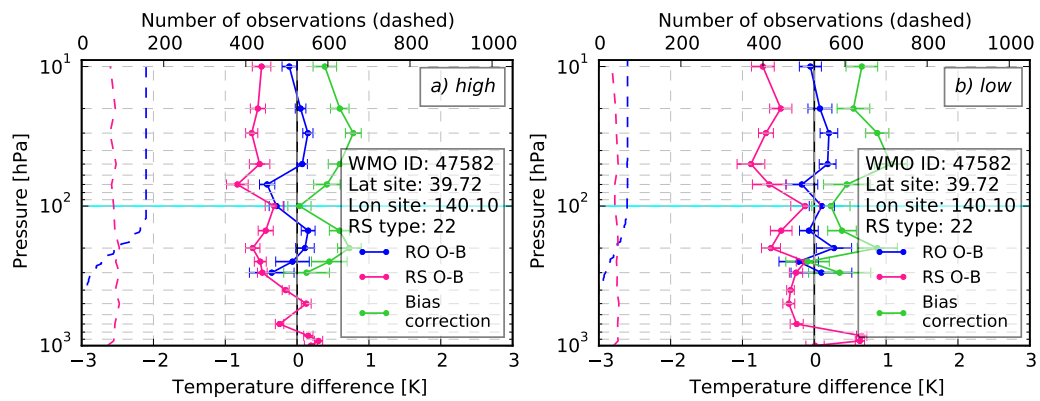 Number of observations (dashed)
0 200 400 600 800 1000
Pressure [hPa]
10¹
10²
10³
a) high
WMO ID: 47582
Lat site: 39.72
Lon site: 140.10
RS type: 22
RO O-B
RS O-B
Bias
correction
−3 −2 −1 0 1 2 3
Temperature difference [K]
Number of observations (dashed)
0 200 400 600 800 1000
Pressure [hPa]
10¹
10²
10³
b) low
WMO ID: 47582
Lat site: 39.72
Lon site: 140.10
RS type: 22
RO O-B
RS O-B
Bias
correction
−3 −2 −1 0 1 2 3
Temperature difference [K]